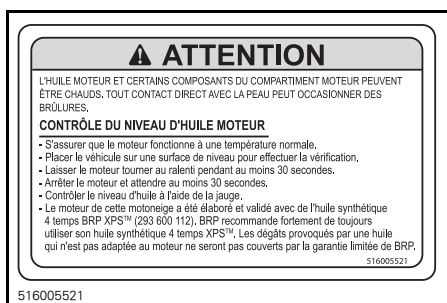 ATTENTION
L'HUILE MOTEUR ET CERTAINS COMPOSANTS DU COMPARTIMENT MOTEUR PEUVENT
ÊTRE CHAUDS. TOUT CONTACT DIRECT AVEC LA PEAU PEUT OCCASIONNER DES
BRÛLURES.
CONTRÔLE DU NIVEAU D'HUILE MOTEUR
- S'assurer que le moteur fonctionne à une température normale.
- Placer le véhicule sur une surface de niveau pour effectuer la vérification.
- Laisser le moteur tourner au ralenti pendant au moins 30 secondes.
- Arrêter le moteur et attendre au moins 30 secondes.
- Contrôler le niveau d'huile à l'aide de la jauge.
- Le moteur de cette motoneige a été élaboré et validé avec de l'huile synthétique
4 temps BRP XPS™ (293 600 112). BRP recommande fortement de toujours
utiliser son huile synthétique 4 temps XPS™. Les dégâts provoqués par une huile
qui n'est pas adaptée au moteur ne seront pas couverts par la garantie limitée de BRP.
516005521
516005521